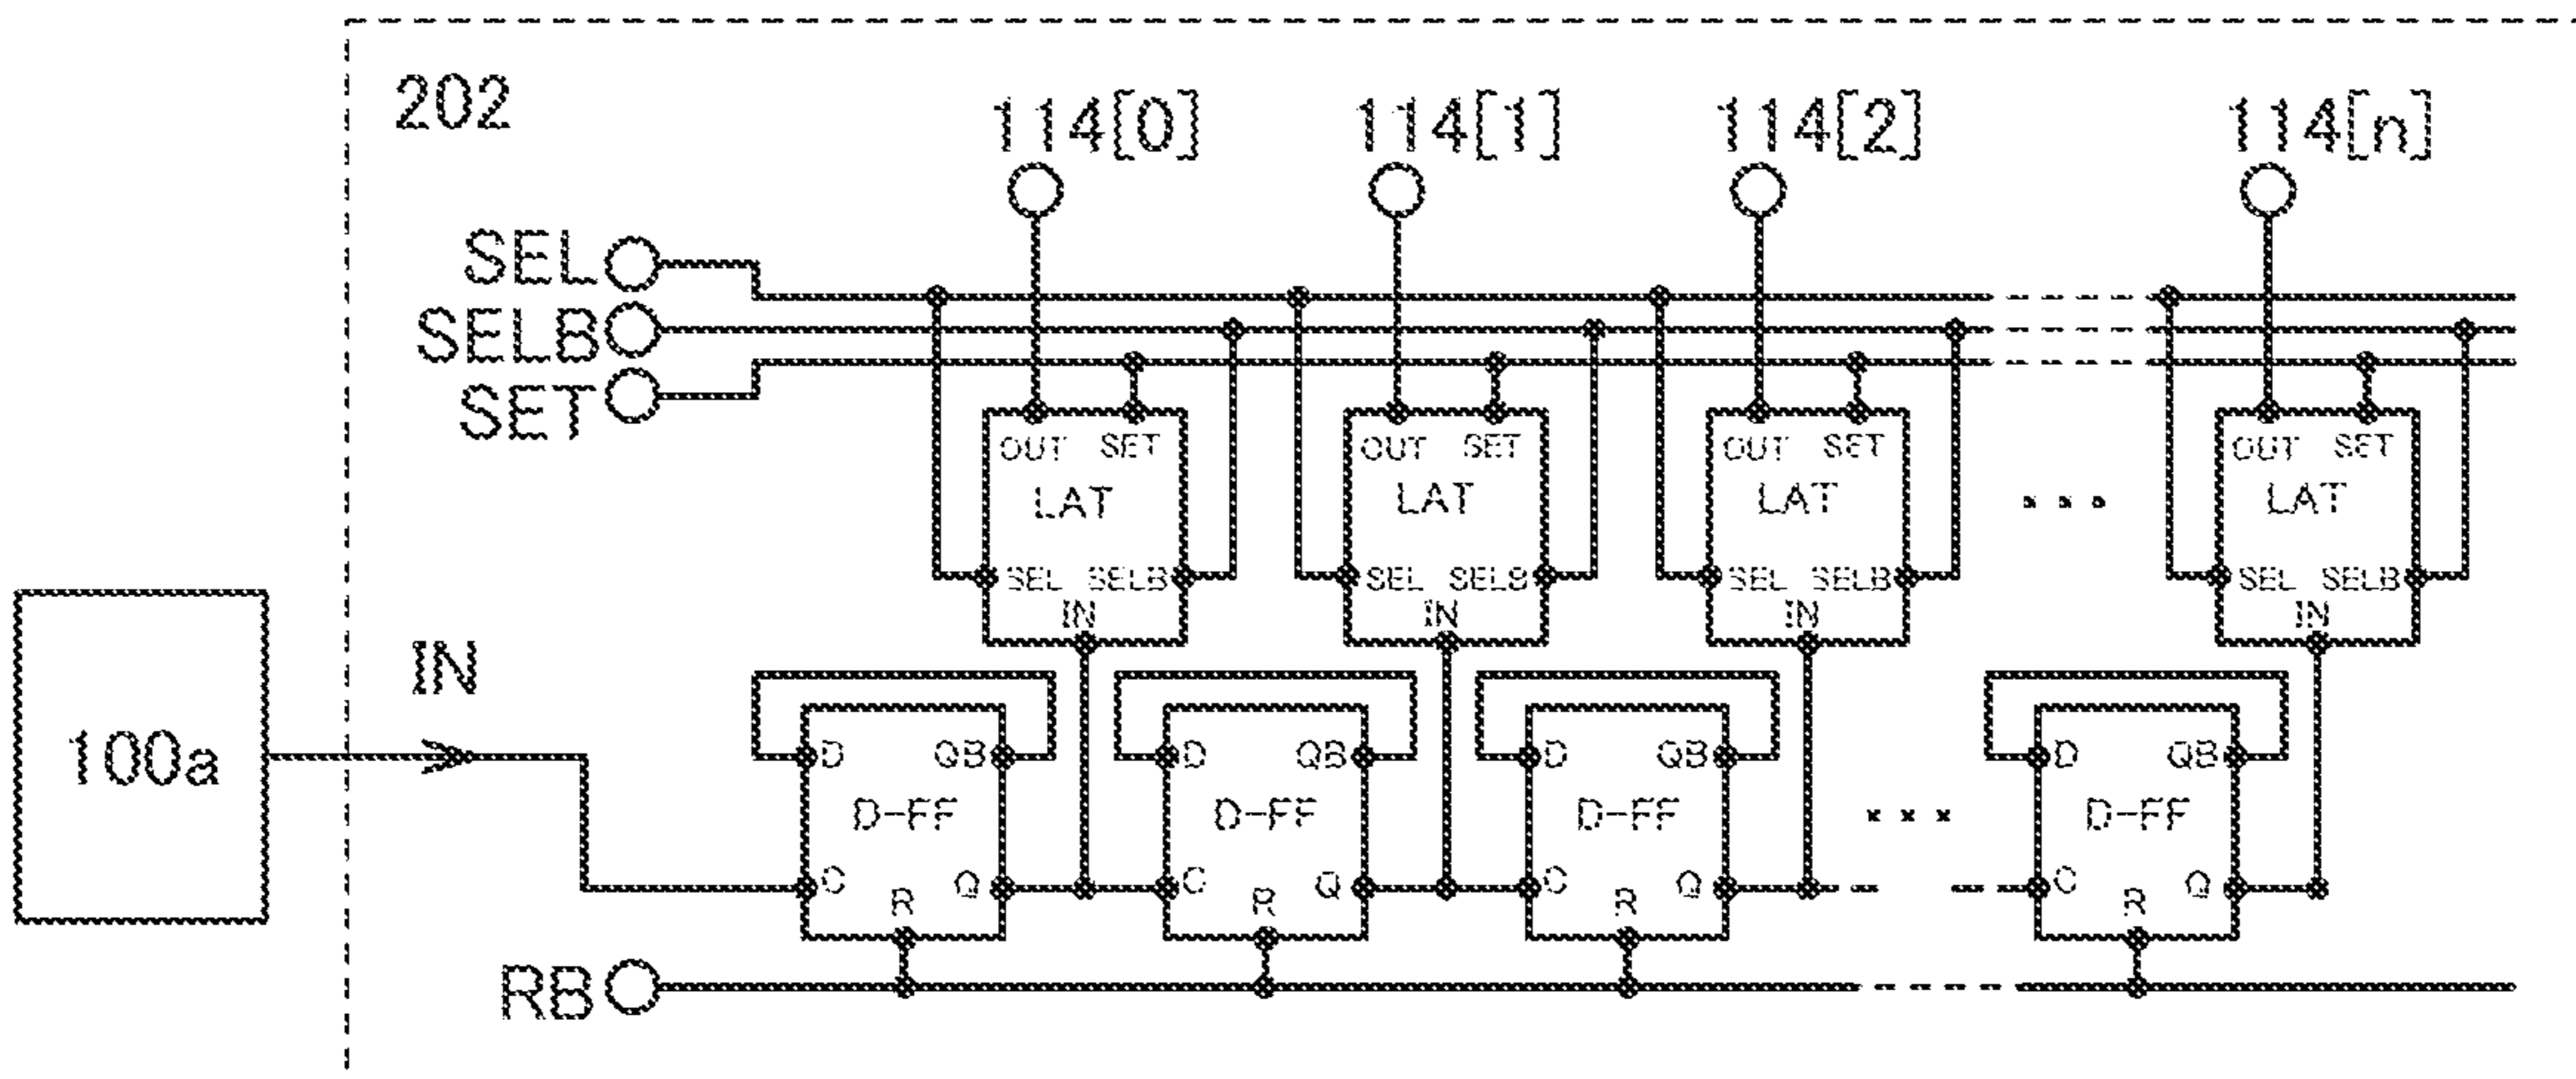 202
114[0] 114[1] 114[2] 114[n]
SEL
SELB
SET
OUT SET OUT SET OUT SET OUT SET
LAT LAT LAT ... LAT
SEL SELB SEL SELB SEL SELB SEL SELB
IN IN IN IN
IN
100a
D QB D QB D QB D QB
D-FF D-FF D-FF ... D-FF
C Q C Q C Q C Q
R R R R
RB